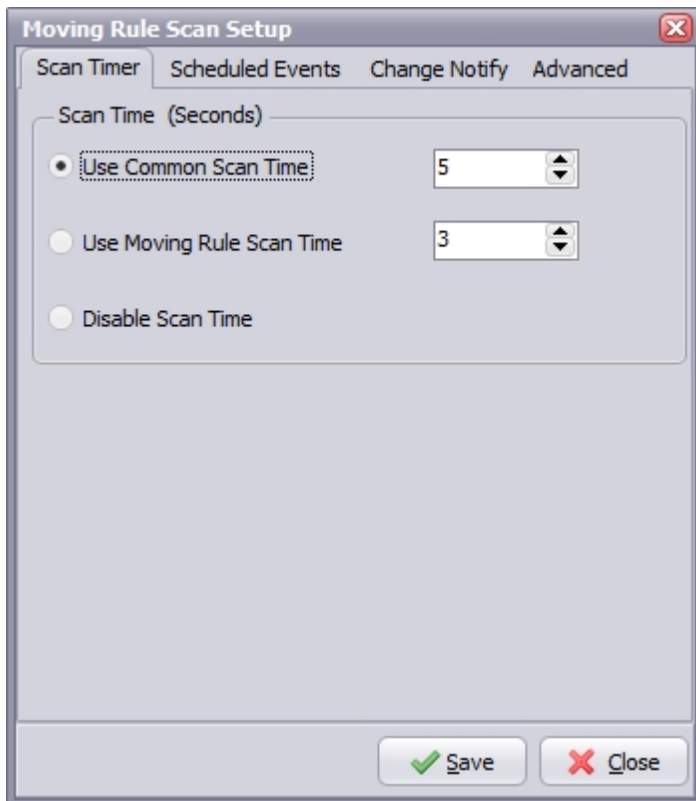 Moving Rule Scan Setup
Scan Timer Scheduled Events Change Notify Advanced
Scan Time (Seconds)
Use Common Scan Time 5
Use Moving Rule Scan Time 3
Disable Scan Time
Save Close